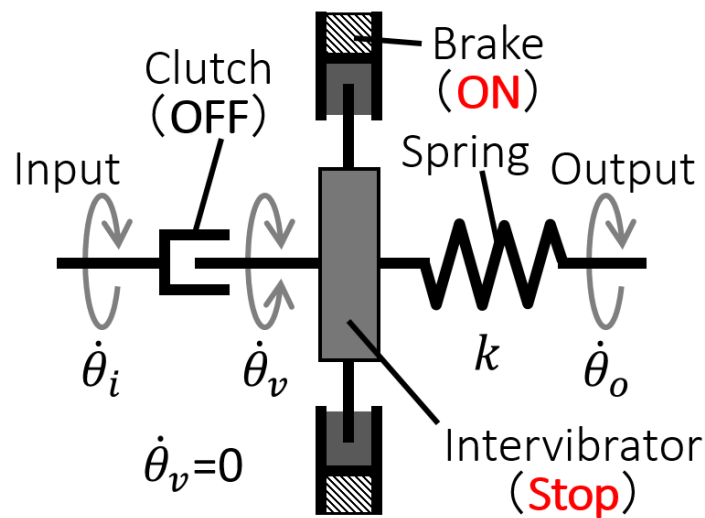 Brake
(ON)
Clutch
(OFF)
Spring
Input
Output
θ̇ᵢ
θ̇ᵥ
k
θ̇ₒ
Intervibrator
(Stop)
θ̇ᵥ=0